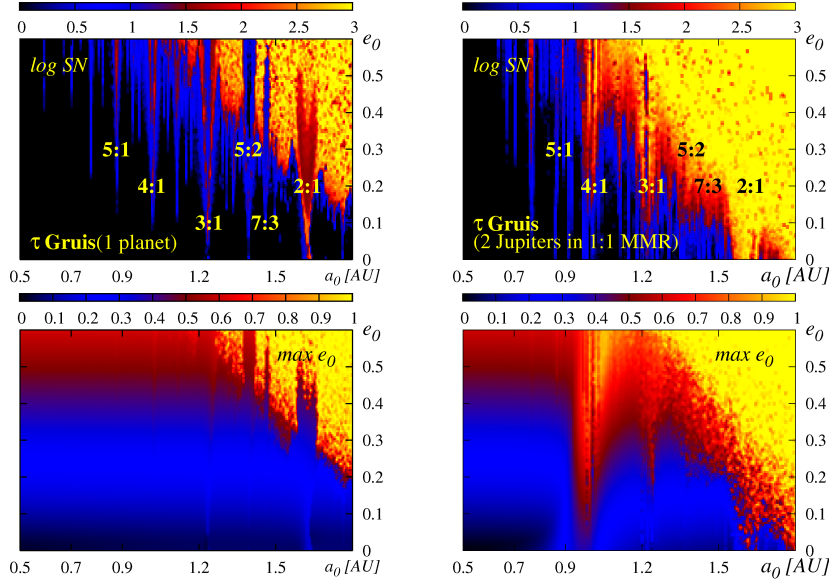 0 0.5 1 1.5 2 2.5 3
e0
log SN
0.5
0.4
0.3
0.2
0.1
0
5:1
5:2
4:1
2:1
3:1
7:3
τ Gruis (1 planet)
0.5 0.7 0.9 1.2 1.5 a0 [AU]
0 0.5 1 1.5 2 2.5 3
e0
log SN
0.5
0.4
0.3
0.2
0.1
0
5:1
5:2
4:1
3:1
7:3
2:1
τ Gruis
(2 Jupiters in 1:1 MMR)
0.5 0.7 0.9 1.2 1.5 a0 [AU]
0 0.1 0.2 0.3 0.4 0.5 0.6 0.7 0.8 0.9 1
e0
max e0
0.5
0.4
0.3
0.2
0.1
0
0.5 0.7 0.9 1.2 1.5 a0 [AU]
0 0.1 0.2 0.3 0.4 0.5 0.6 0.7 0.8 0.9 1
e0
max e0
0.5
0.4
0.3
0.2
0.1
0
0.5 0.7 0.9 1.2 1.5 a0 [AU]